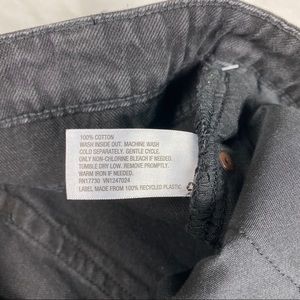 100% COTTON
WASH INSIDE OUT. MACHINE WASH
COLD SEPARATELY. GENTLE CYCLE.
ONLY NON-CHLORINE BLEACH IF NEEDED.
TUMBLE DRY LOW. REMOVE PROMPTLY.
WARM IRON IF NEEDED.
RN17730 VN1247024
LABEL MADE FROM 100% RECYCLED PLASTIC.